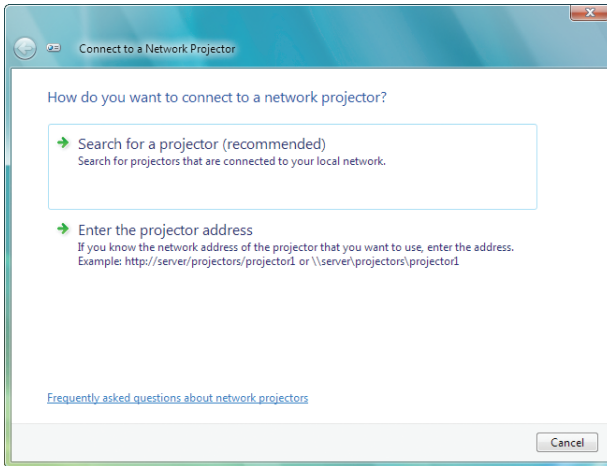 Connect to a Network Projector
How do you want to connect to a network projector?
Search for a projector (recommended)
Search for projectors that are connected to your local network.
Enter the projector address
If you know the network address of the projector that you want to use, enter the address.
Example: http://server/projectors/projector1 or \\server\projectors\projector1
Frequently asked questions about network projectors
Cancel